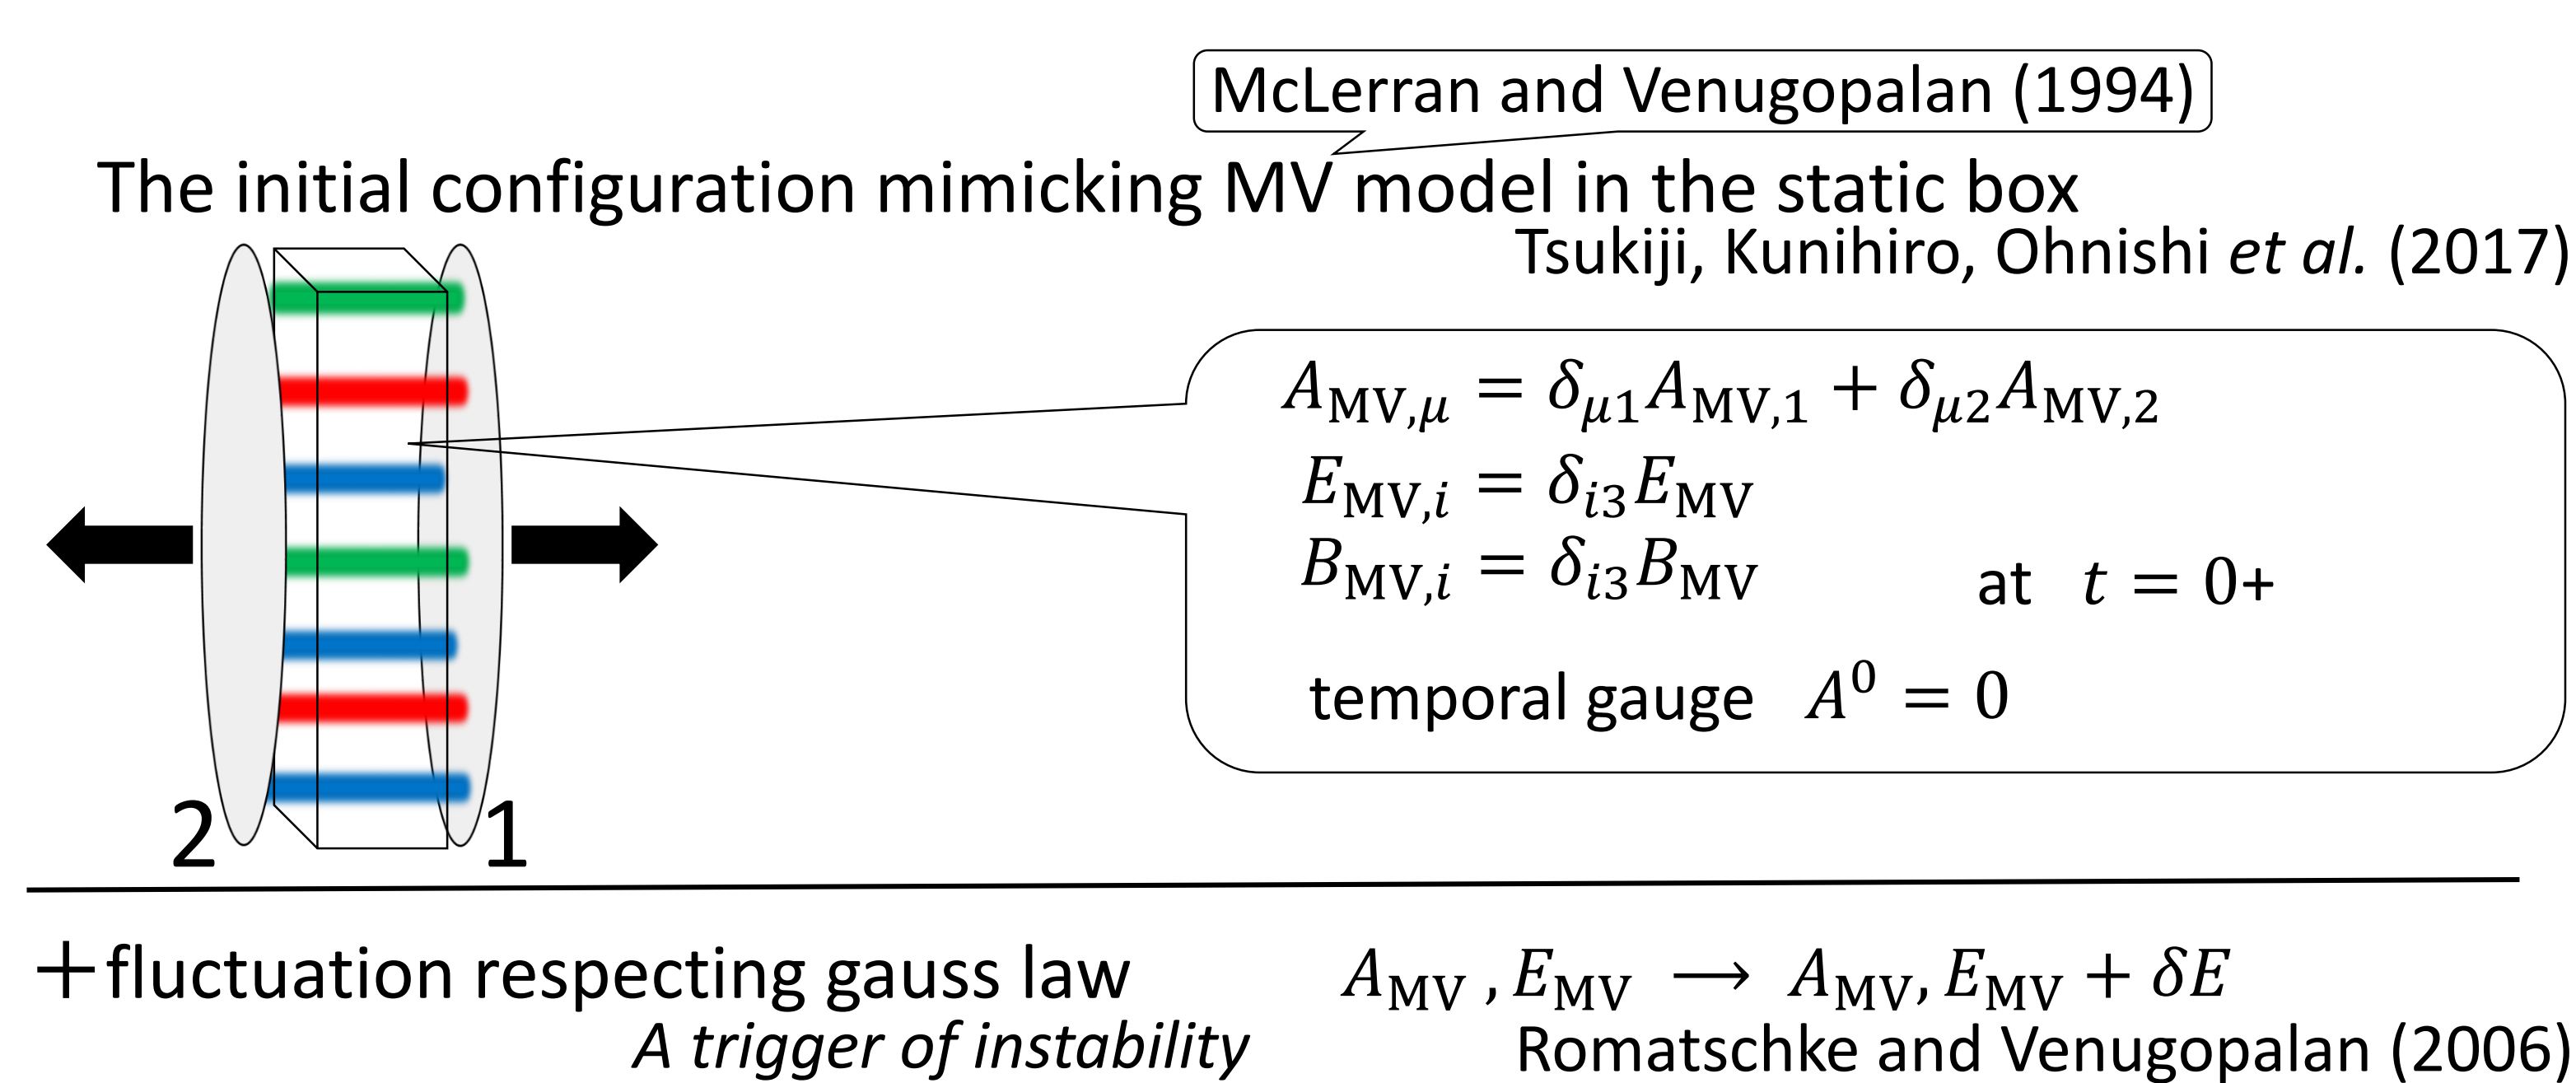 McLerran and Venugopalan (1994)
The initial configuration mimicking MV model in the static box
Tsukiji, Kunihiro, Ohnishi et al. (2017)
A_{MV,μ} = δ_{μ1}A_{MV,1} + δ_{μ2}A_{MV,2}
E_{MV,i} = δ_{i3}E_{MV}
B_{MV,i} = δ_{i3}B_{MV} at t = 0+
temporal gauge A^0 = 0
2 1
+fluctuation respecting gauss law A_{MV} , E_{MV} ⟶ A_{MV}, E_{MV} + δE
A trigger of instability Romatschke and Venugopalan (2006)